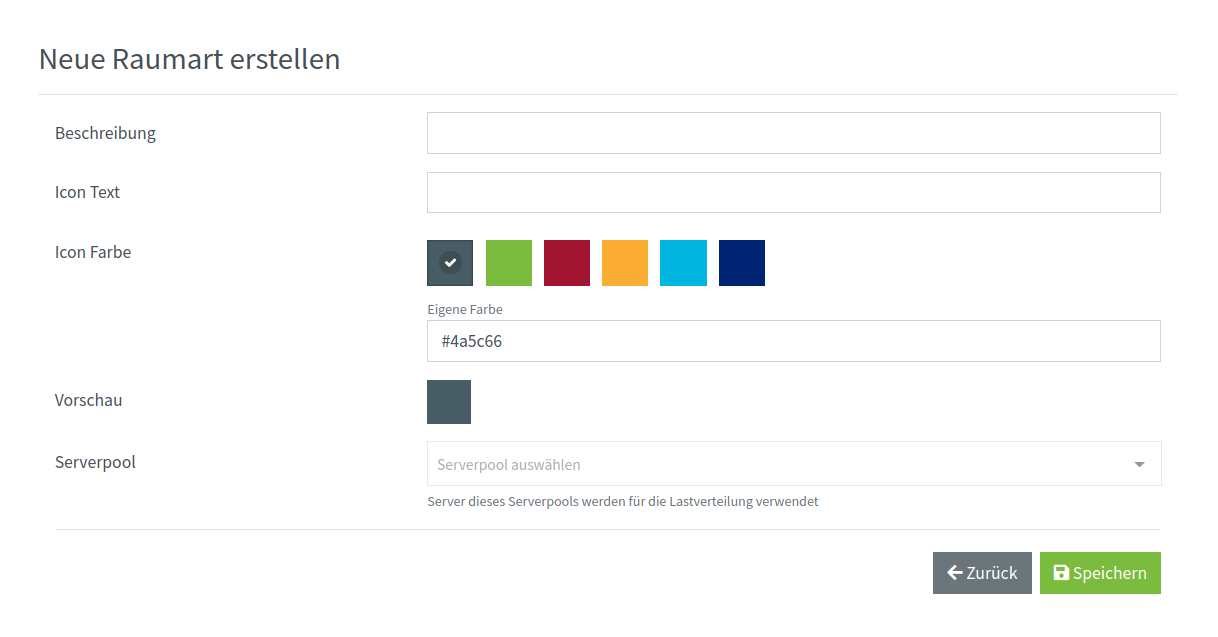 Neue Raumart erstellen
Beschreibung
Icon Text
Icon Farbe
Eigene Farbe
#4a5c66
Vorschau
Serverpool
Serverpool auswählen
Server dieses Serverpools werden für die Lastverteilung verwendet
Zurück Speichern